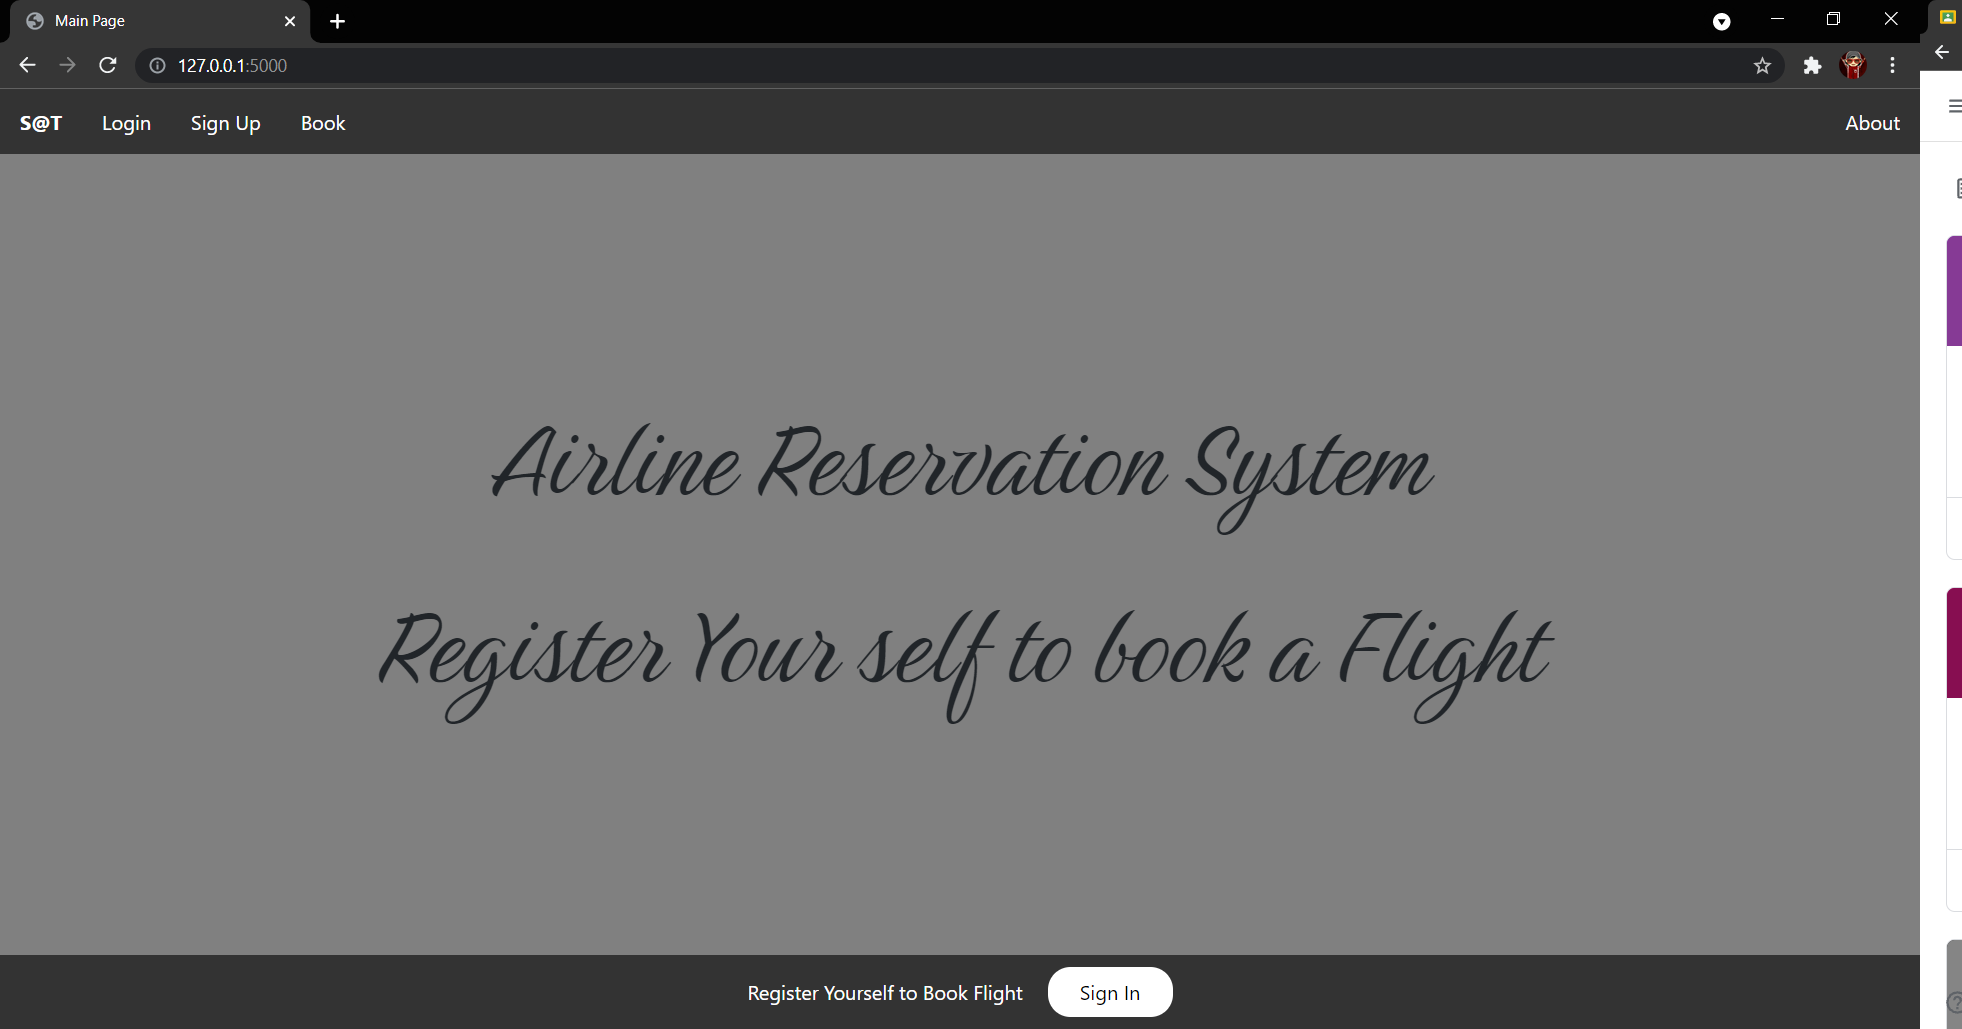 Main Page
127.0.0.1:5000
S@T Login Sign Up Book About
Airline Reservation System
Register Your self to book a Flight
Register Yourself to Book Flight Sign In